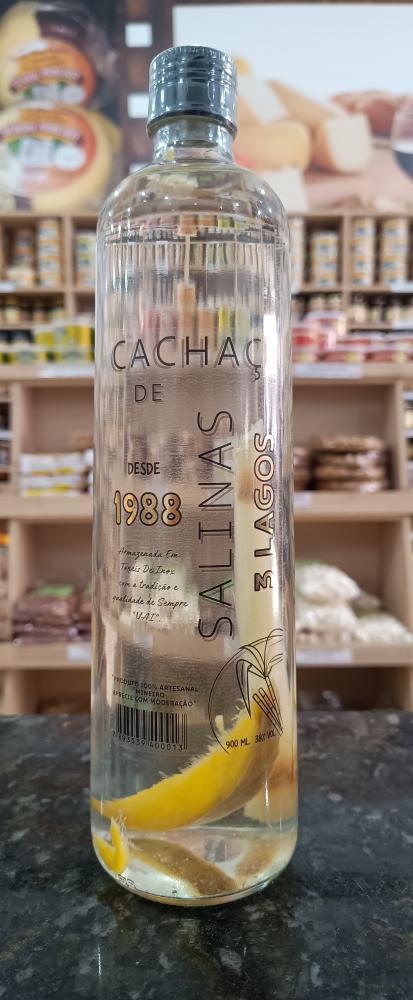 CACHAÇ
DE
SALINAS
3 LAGOS
DESDE
1988
Armazenada Em
Tonéis De Inox
com a tradição e
qualidade de Sempre
"UAI".
"PRODUTO 100% ARTESANAL
MINEIRO
APRECIE COM MODERAÇÃO"
900 ML. 38% VOL.